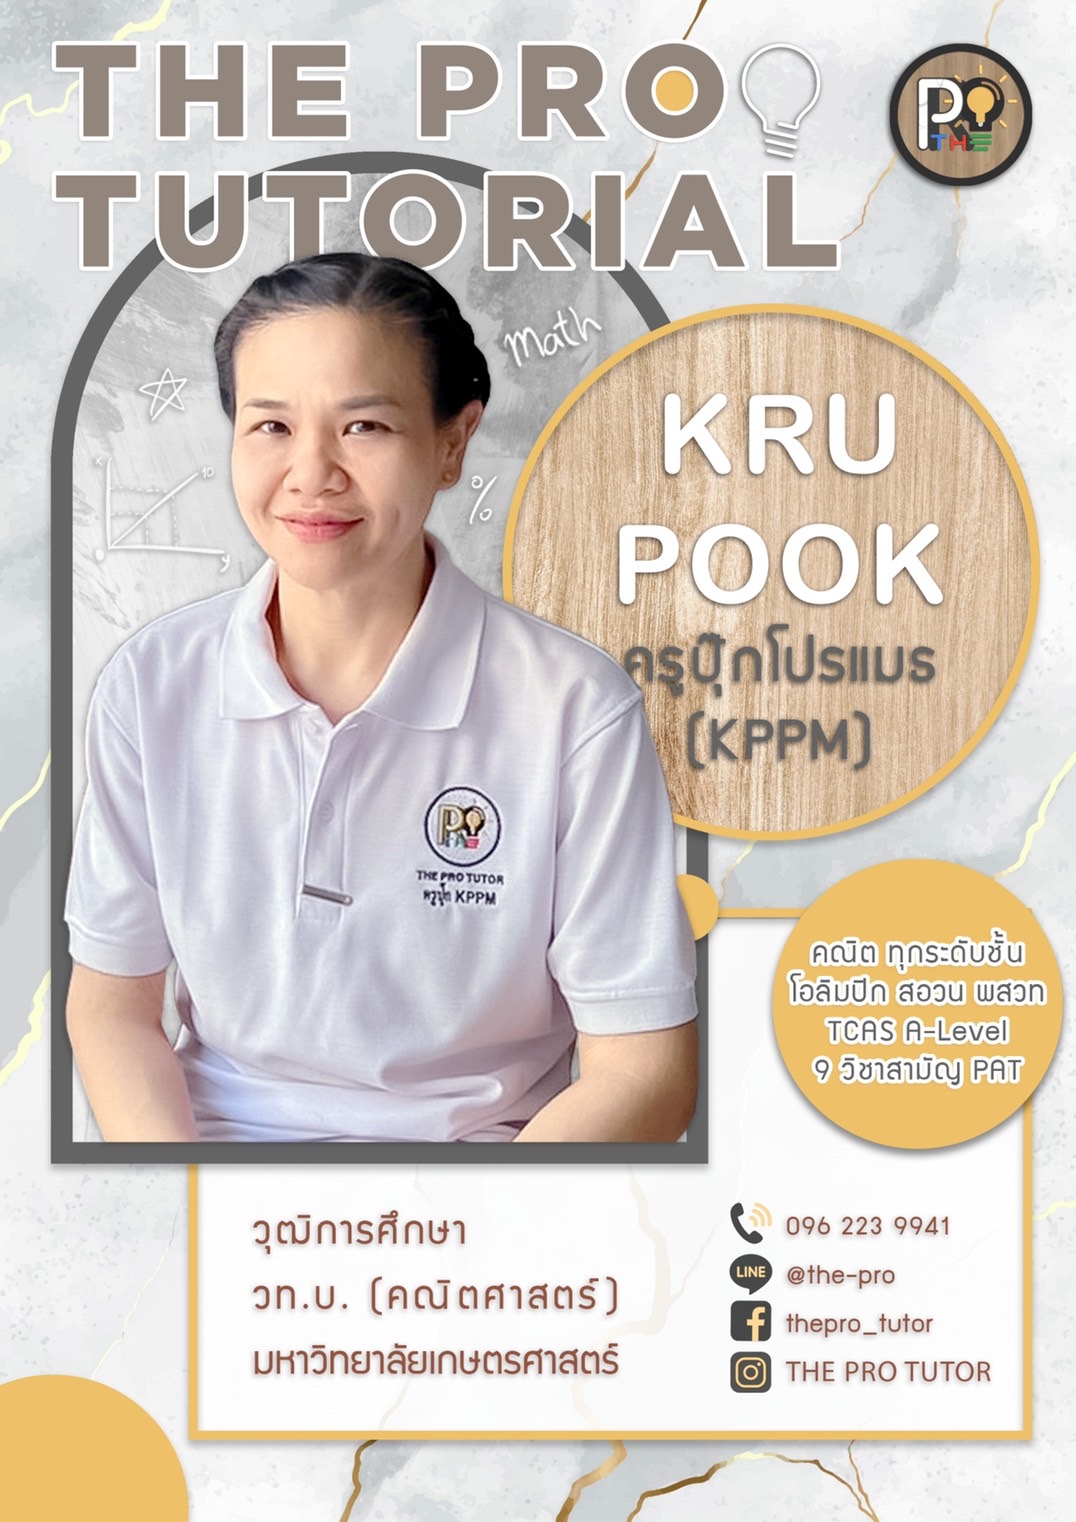 THE PRO
TUTORIAL
PRO
THE
Math
x
10
y
0
%
KRU
POOK
ครูปุ๊กโปรแมธ
(KPPM)
THE PRO TUTOR
ครูปุ๊ก KPPM
คณิต ทุกระดับชั้น
โอลิมปิก สอวน พสวท
TCAS A-Level
9 วิชาสามัญ PAT
วุฒิการศึกษา
วท.บ. (คณิตศาสตร์)
มหาวิทยาลัยเกษตรศาสตร์
096 223 9941
LINE
@the-pro
thepro_tutor
THE PRO TUTOR